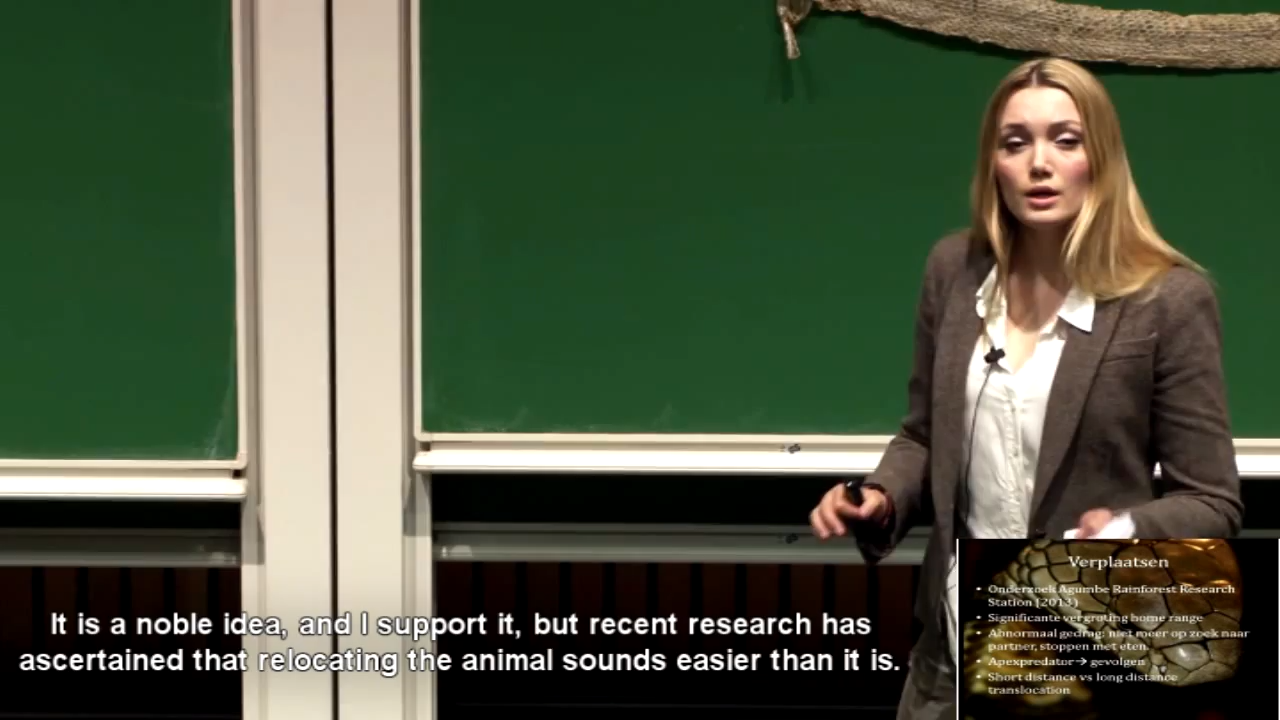 It is a noble idea, and I support it, but recent research has
ascertained that relocating the animal sounds easier than it is.
Verplaatsen
• Onderzoek Agumbe Rainforest Research
Station [2013]
• Significante vergroting home range
• Abnormaal gedrag: niet meer op zoek naar
partner, stoppen met eten.
• Apexpredator→ gevolgen
• Short distance vs long distance
translocation